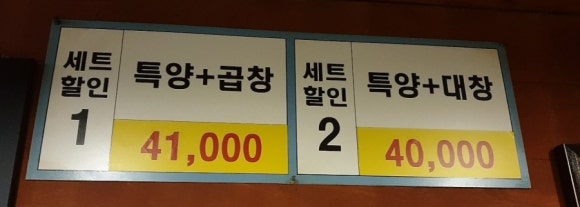 세트
할인
1
특양+곱창
41,000
세트
할인
2
특양+대창
40,000